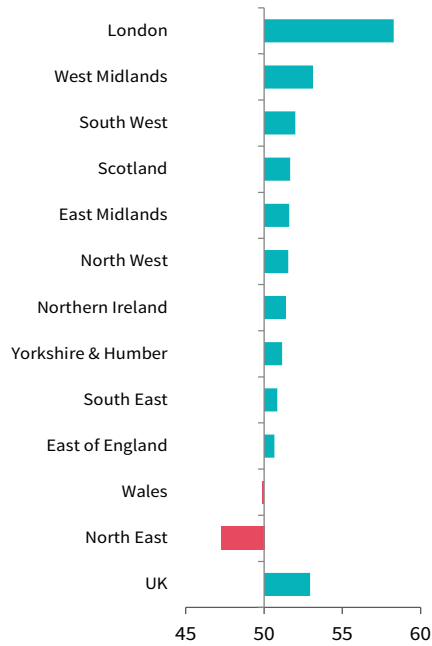 London
West Midlands
South West
Scotland
East Midlands
North West
Northern Ireland
Yorkshire & Humber
South East
East of England
Wales
North East
UK
45 50 55 60